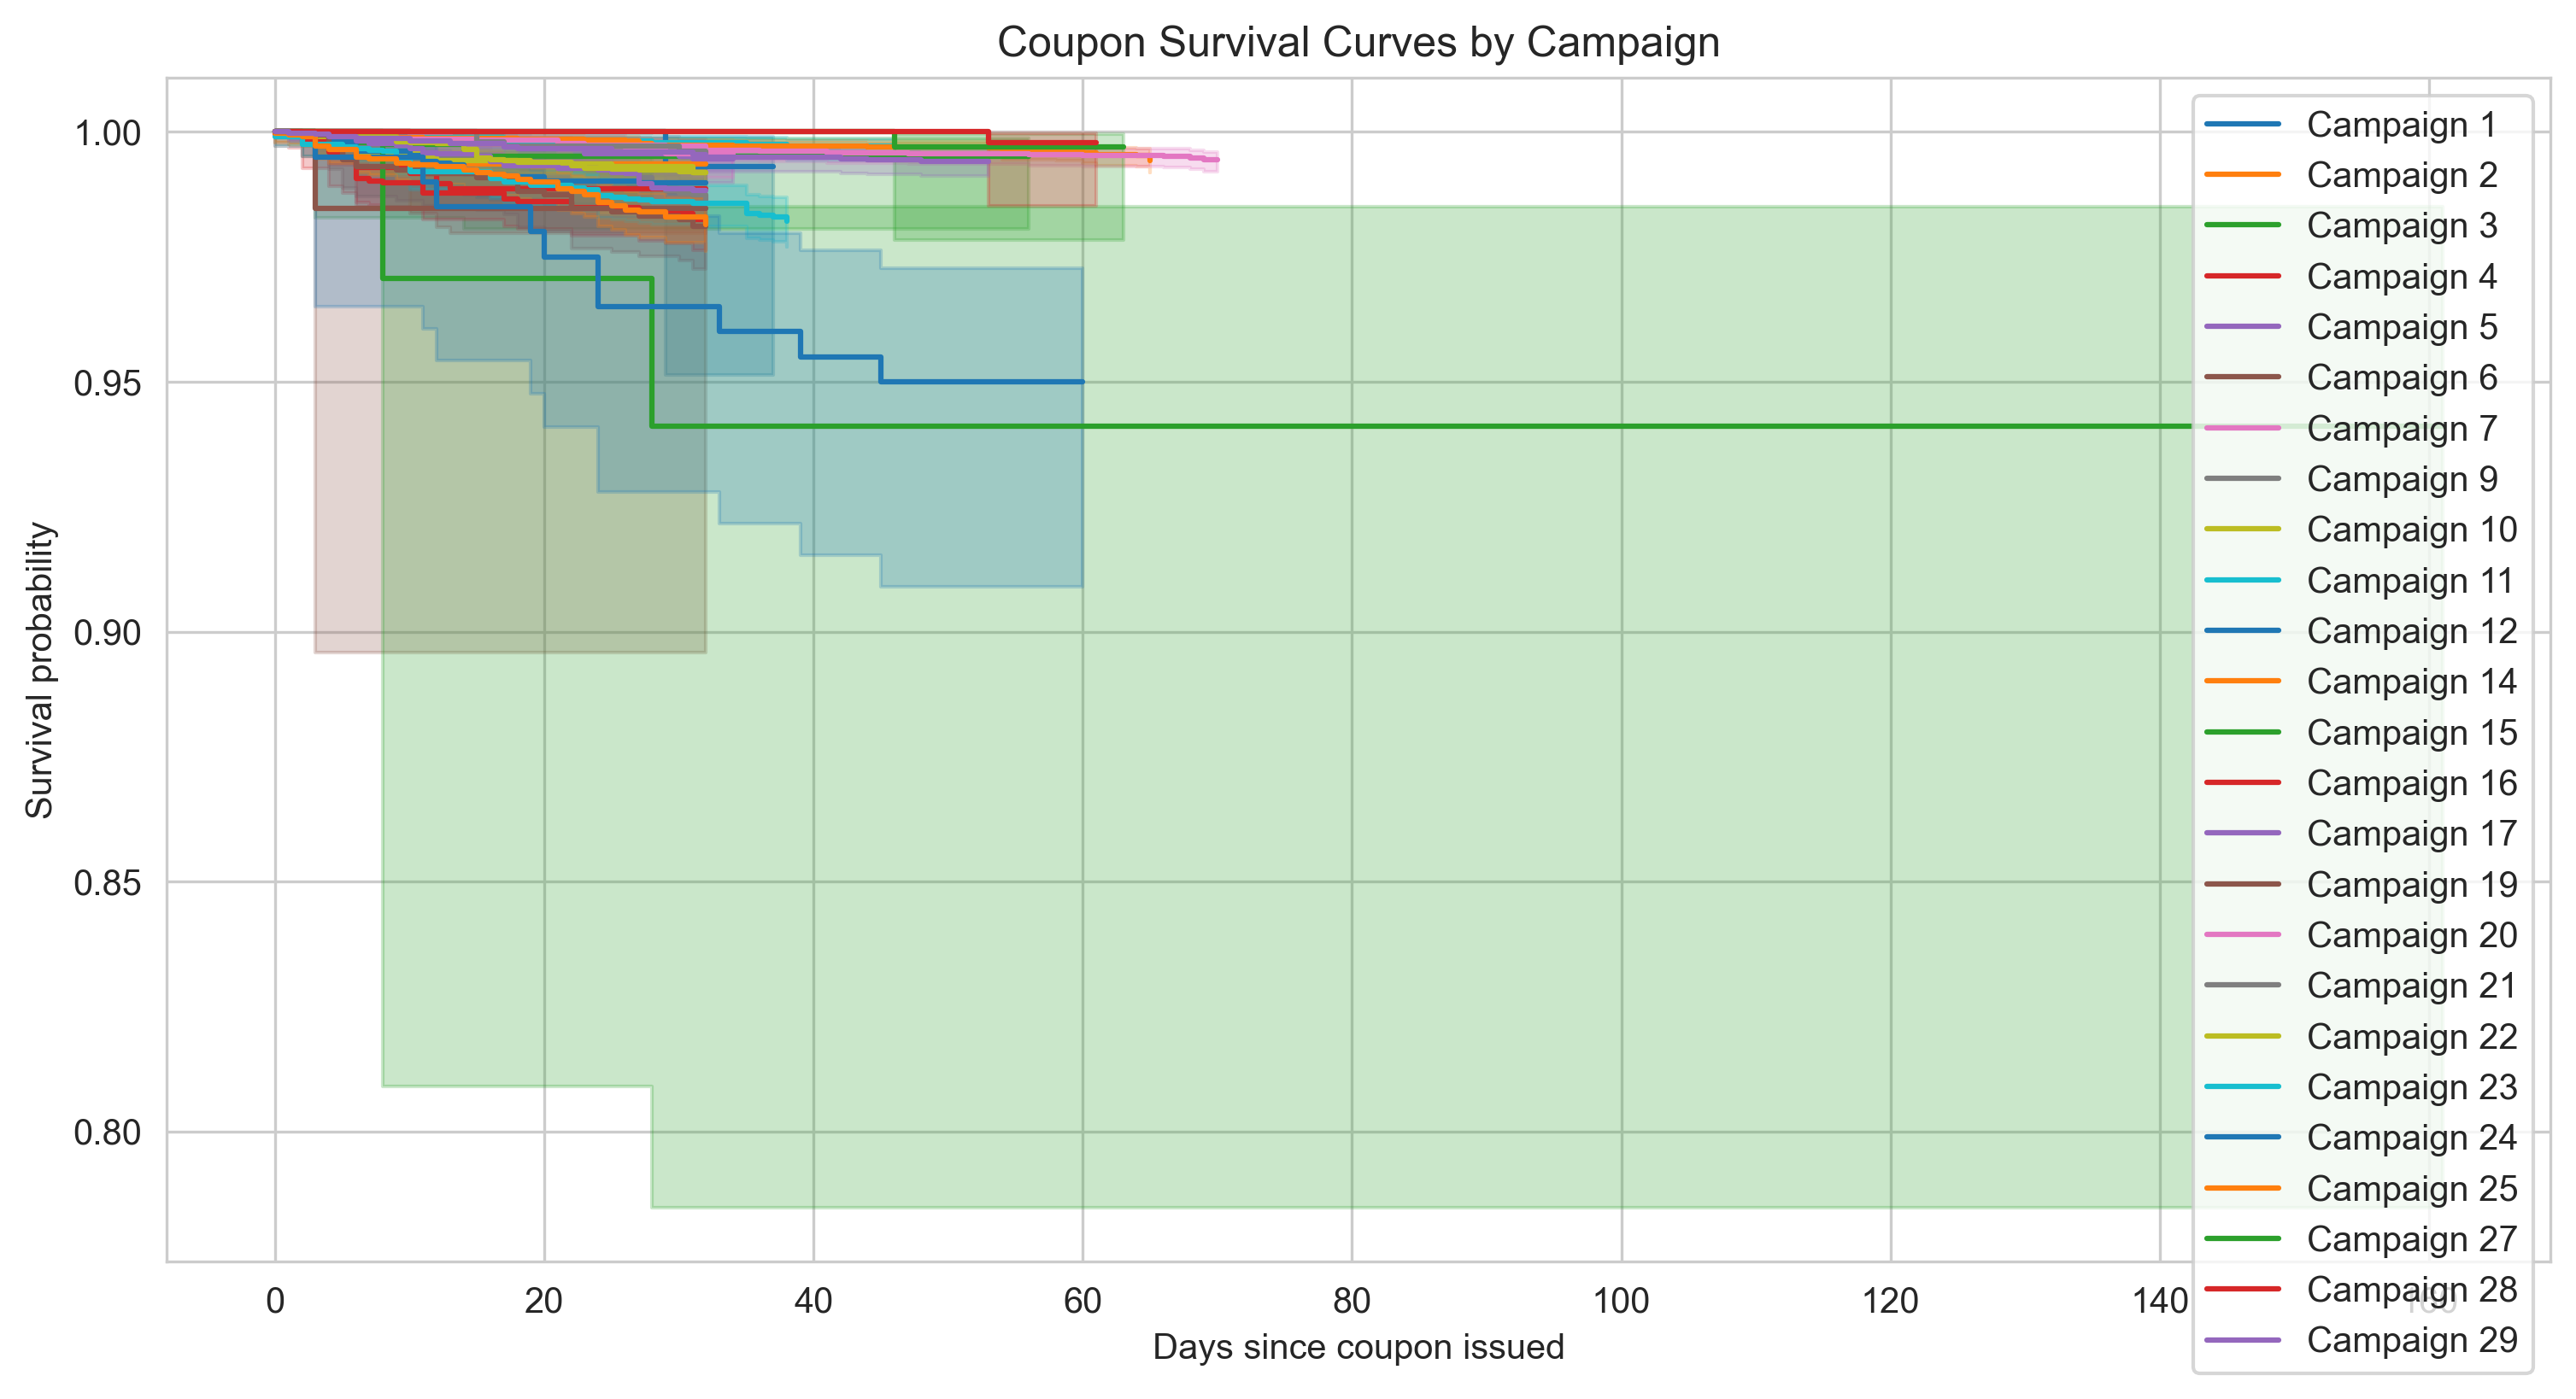 Coupon Survival Curves by Campaign
Survival probability
1.00
0.95
0.90
0.85
0.80
0
20
40
60
80
100
120
140
160
Days since coupon issued
Campaign 1
Campaign 2
Campaign 3
Campaign 4
Campaign 5
Campaign 6
Campaign 7
Campaign 9
Campaign 10
Campaign 11
Campaign 12
Campaign 14
Campaign 15
Campaign 16
Campaign 17
Campaign 19
Campaign 20
Campaign 21
Campaign 22
Campaign 23
Campaign 24
Campaign 25
Campaign 27
Campaign 28
Campaign 29